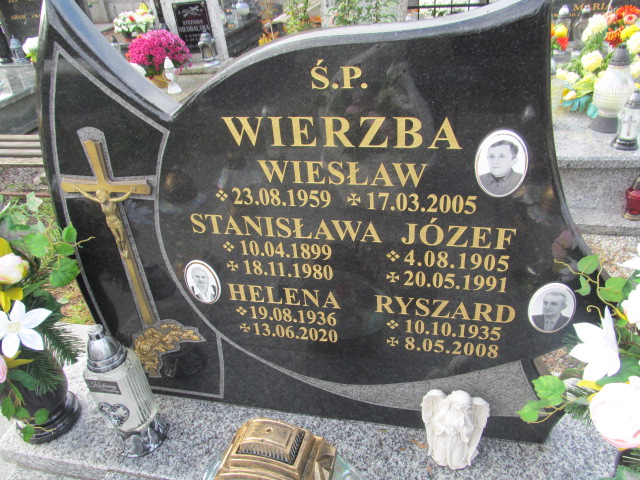 Ś.P.
WIERZBA
WIESŁAW
23.08.1959 17.03.2005
STANISŁAWA JÓZEF
10.04.1899 4.08.1905
18.11.1980 20.05.1991
HELENA RYSZARD
19.08.1936 10.10.1935
13.06.2020 8.05.2008
STEFANIA